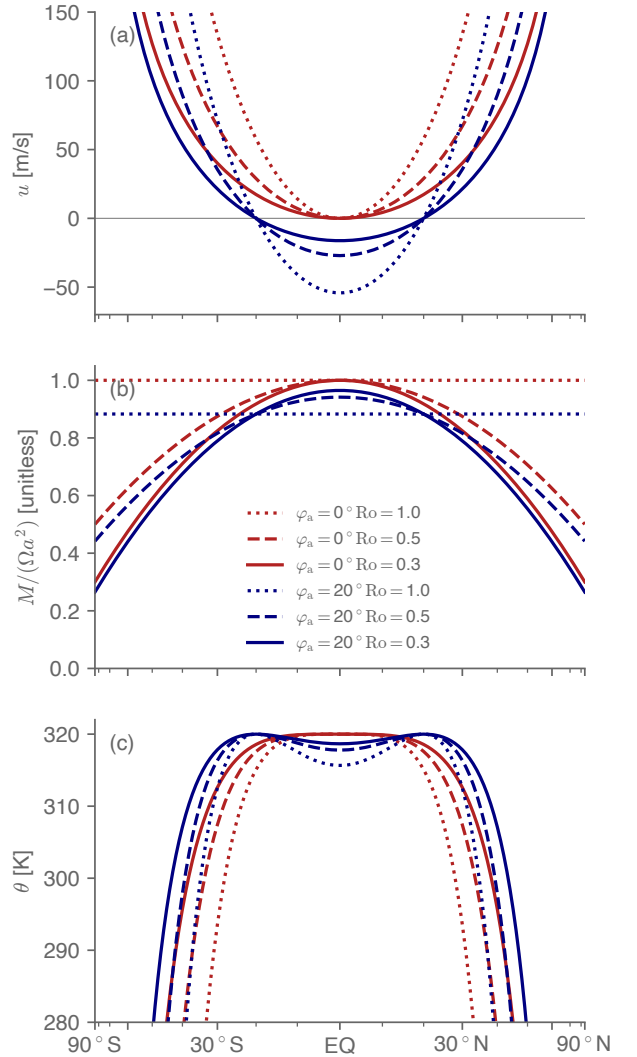 (a)
150
100
50
0
−50
u [m/s]
(b)
1.0
0.8
0.6
0.4
0.2
0.0
M/(Ωa²) [unitless]
φₐ = 0° Ro = 1.0
φₐ = 0° Ro = 0.5
φₐ = 0° Ro = 0.3
φₐ = 20° Ro = 1.0
φₐ = 20° Ro = 0.5
φₐ = 20° Ro = 0.3
(c)
320
310
300
290
280
θ [K]
90°S 30°S EQ 30°N 90°N